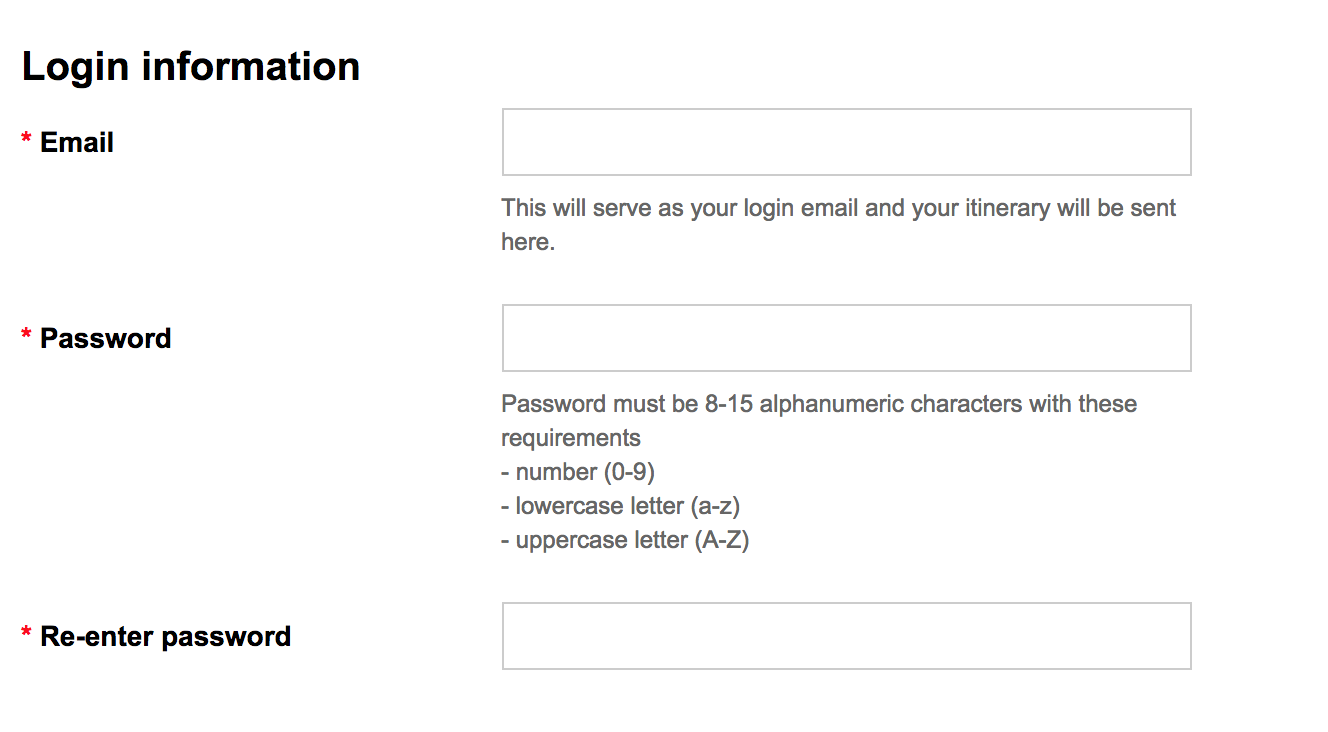 Login information
* Email
This will serve as your login email and your itinerary will be sent
here.
* Password
Password must be 8-15 alphanumeric characters with these
requirements
- number (0-9)
- lowercase letter (a-z)
- uppercase letter (A-Z)
* Re-enter password